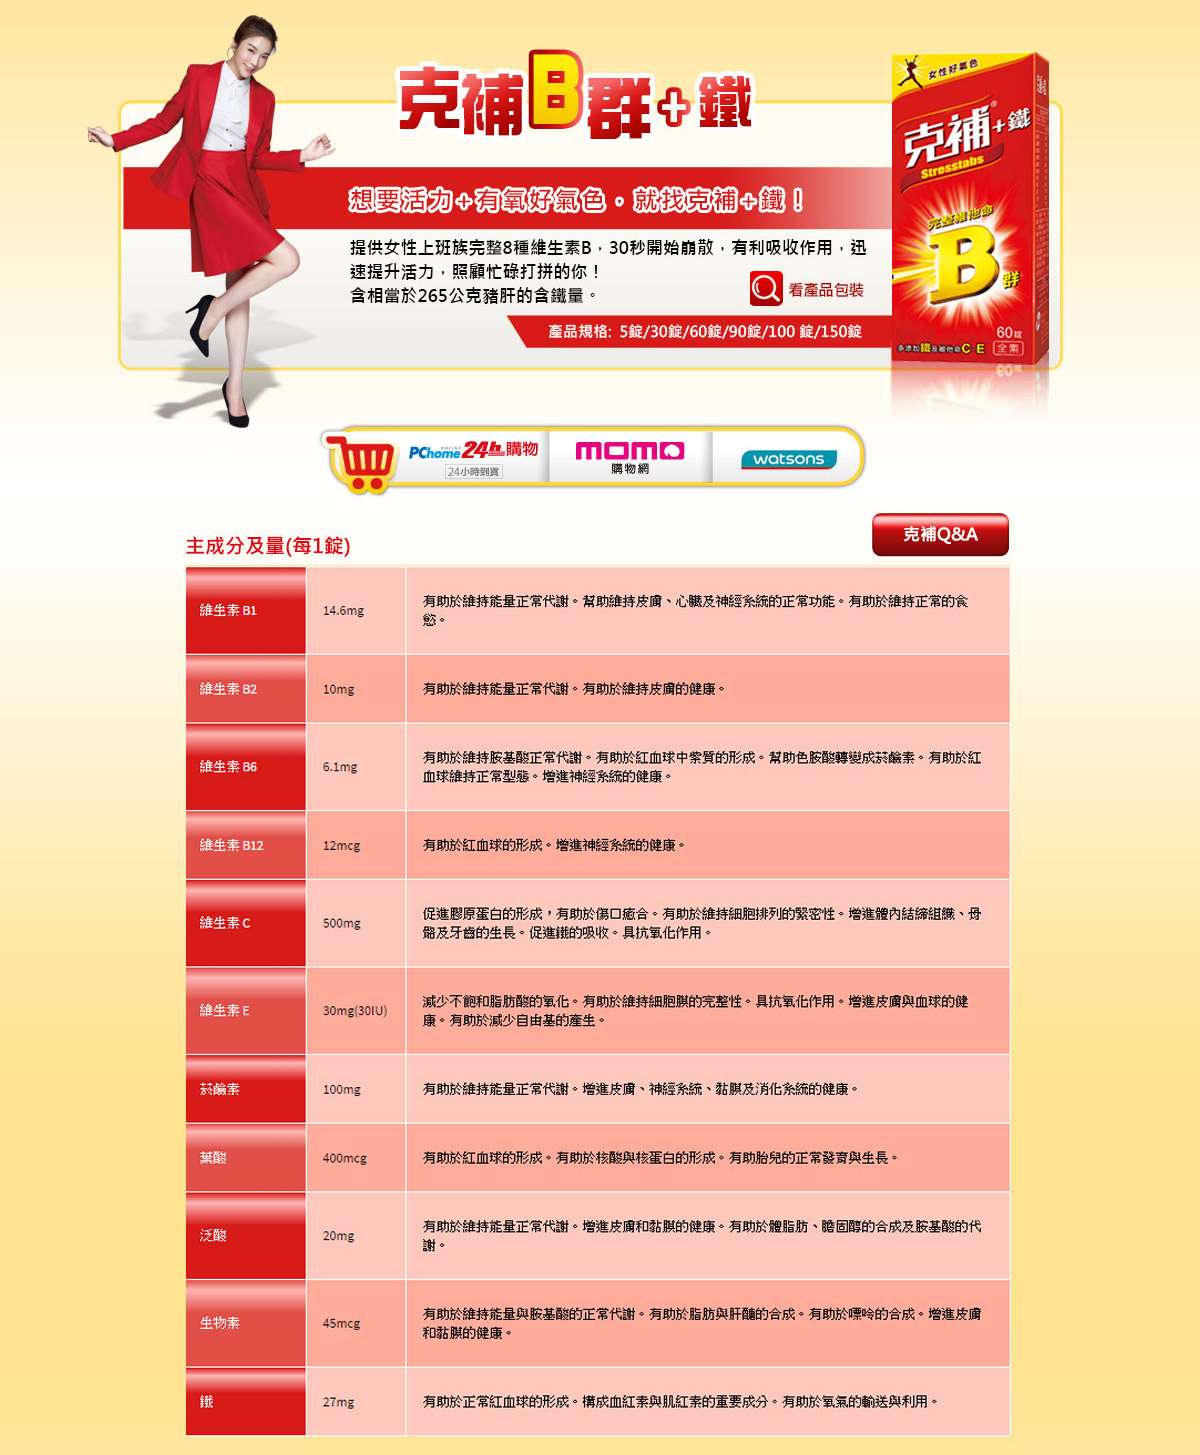 克補B群+鐵
女性好氣色
克補+鐵
Stresstabs
完整維他命
B群
60錠
全素
多添加鐵及維他命C、E
想要活力+有氧好氣色。就找克補+鐵！
提供女性上班族完整8種維生素B，30秒開始崩散，有利吸收作用，迅
速提升活力，照顧忙碌打拼的你！
含相當於265公克豬肝的含鐵量。
看產品包裝
產品規格: 5錠/30錠/60錠/90錠/100 錠/150錠
PChome 24h 購物
24小時到貨
momo
購物網
watsons
主成分及量(每1錠)
克補Q&A
維生素 B1
14.6mg
有助於維持能量正常代謝。幫助維持皮膚、心臟及神經系統的正常功能。有助於維持正常的食
慾。
維生素 B2
10mg
有助於維持能量正常代謝。有助於維持皮膚的健康。
維生素 B6
6.1mg
有助於維持胺基酸正常代謝。有助於紅血球中紫質的形成。幫助色胺酸轉變成菸鹼素。有助於紅
血球維持正常型態。增進神經系統的健康。
維生素 B12
12mcg
有助於紅血球的形成。增進神經系統的健康。
維生素 C
500mg
促進膠原蛋白的形成，有助於傷口癒合。有助於維持細胞排列的緊密性。增進體內結締組織、骨
骼及牙齒的生長。促進鐵的吸收。具抗氧化作用。
維生素 E
30mg(30IU)
減少不飽和脂肪酸的氧化。有助於維持細胞膜的完整性。具抗氧化作用。增進皮膚與血球的健
康。有助於減少自由基的產生。
菸鹼素
100mg
有助於維持能量正常代謝。增進皮膚、神經系統、黏膜及消化系統的健康。
葉酸
400mcg
有助於紅血球的形成。有助於核酸與核蛋白的形成。有助胎兒的正常發育與生長。
泛酸
20mg
有助於維持能量正常代謝。增進皮膚和黏膜的健康。有助於體脂肪、膽固醇的合成及胺基酸的代
謝。
生物素
45mcg
有助於維持能量與胺基酸的正常代謝。有助於脂肪與肝醣的合成。有助於嘌呤的合成。增進皮膚
和黏膜的健康。
鐵
27mg
有助於正常紅血球的形成。構成血紅素與肌紅素的重要成分。有助於氧氣的輸送與利用。